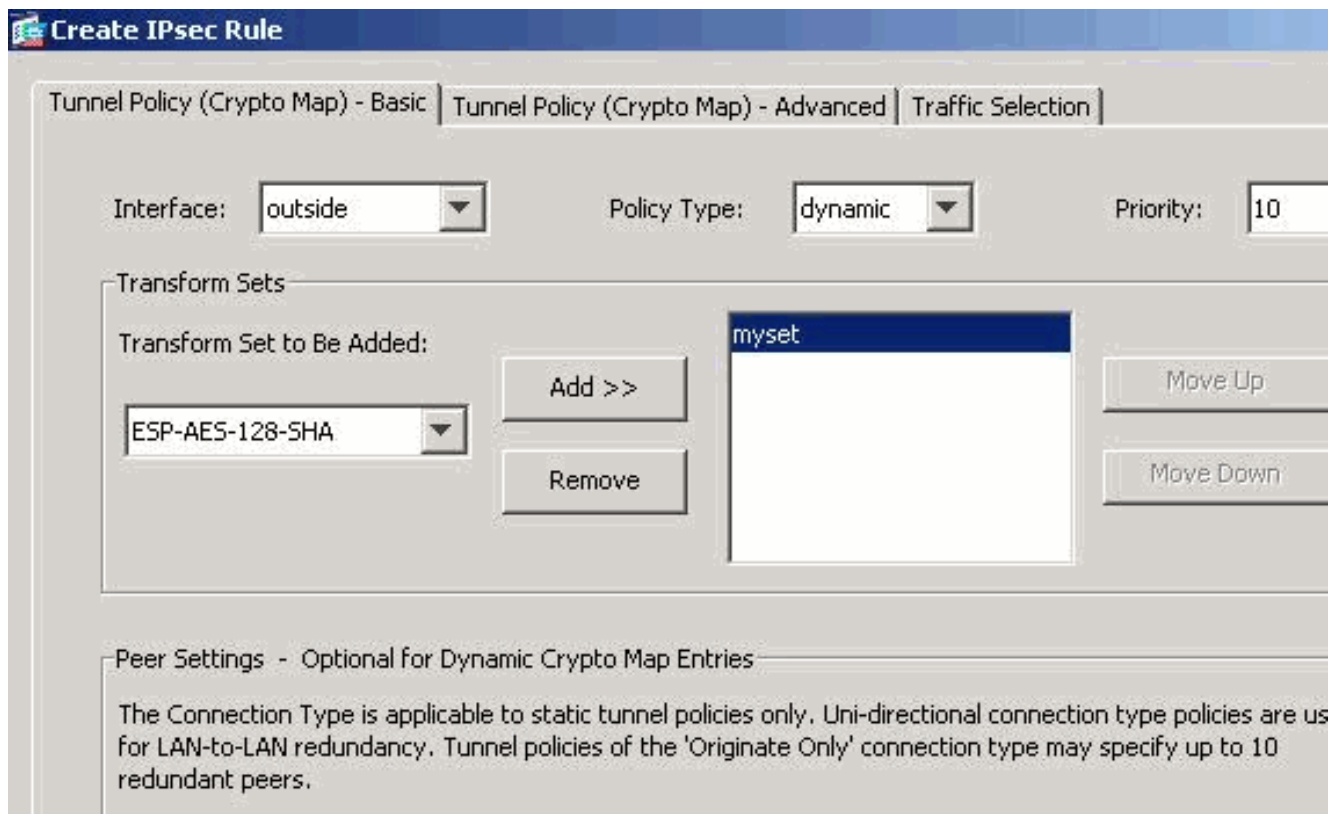 Create IPsec Rule
Tunnel Policy (Crypto Map) - Basic Tunnel Policy (Crypto Map) - Advanced Traffic Selection
Interface: outside Policy Type: dynamic Priority: 10
Transform Sets
Transform Set to Be Added:
myset
Add >>
Move Up
ESP-AES-128-SHA
Remove
Move Down
Peer Settings - Optional for Dynamic Crypto Map Entries
The Connection Type is applicable to static tunnel policies only. Uni-directional connection type policies are us
for LAN-to-LAN redundancy. Tunnel policies of the 'Originate Only' connection type may specify up to 10
redundant peers.